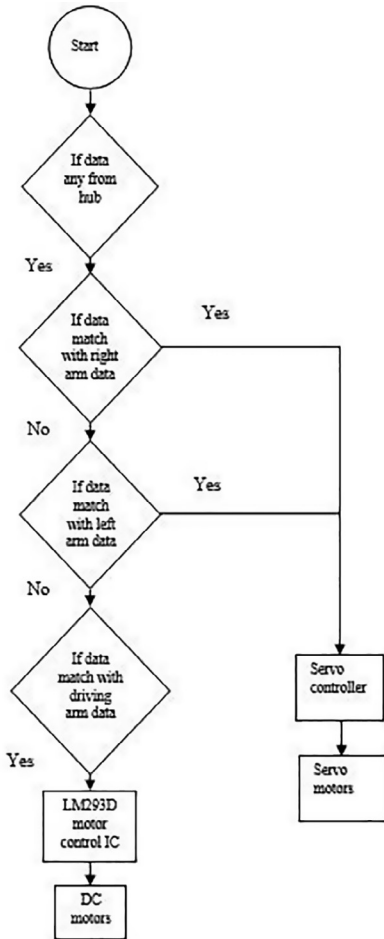 Start
If data
any from
hub
Yes
If data
match
with right
arm data
Yes
No
If data
match
with left
arm data
Yes
No
If data
match with
driving
arm data
Yes
LM293D
motor
control IC
DC
motors
Servo
controller
Servo
motors